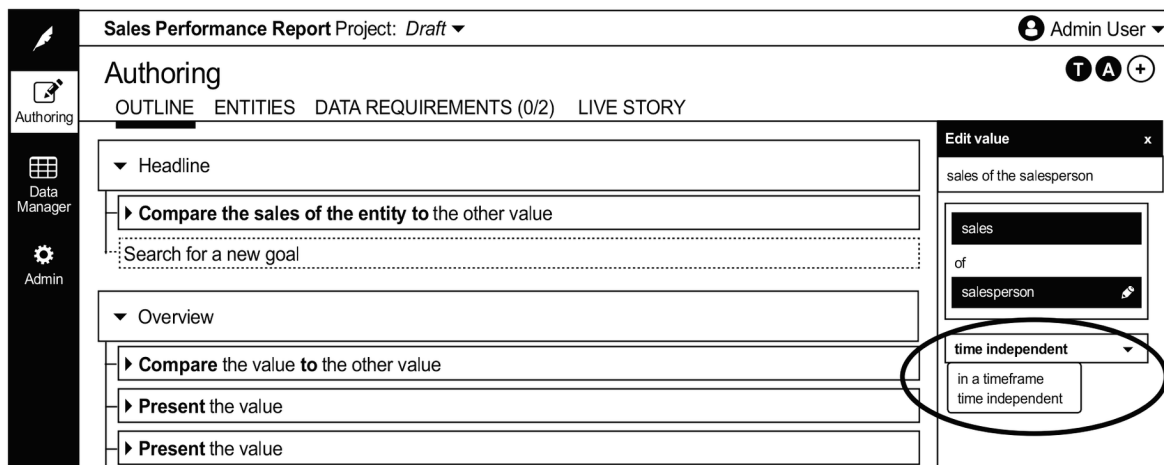 Sales Performance Report Project: Draft
Admin User
Authoring
T A +
OUTLINE ENTITIES DATA REQUIREMENTS (0/2) LIVE STORY
Authoring
Data
Manager
Admin
Headline
Compare the sales of the entity to the other value
Search for a new goal
Overview
Compare the value to the other value
Present the value
Present the value
Edit value x
sales of the salesperson
sales
of
salesperson
time independent
in a timeframe
time independent